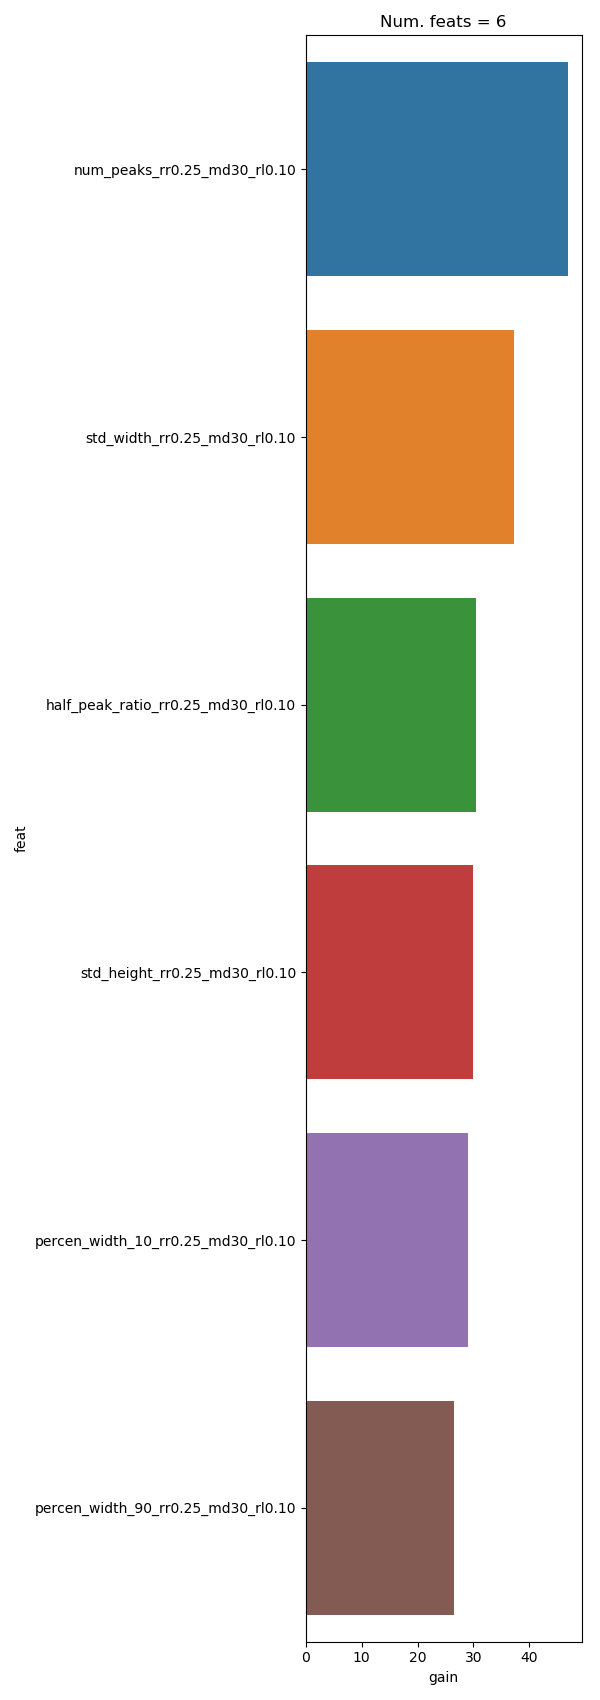 Num. feats = 6
num_peaks_rr0.25_md30_rl0.10
std_width_rr0.25_md30_rl0.10
half_peak_ratio_rr0.25_md30_rl0.10
feat
std_height_rr0.25_md30_rl0.10
percen_width_10_rr0.25_md30_rl0.10
percen_width_90_rr0.25_md30_rl0.10
0 10 20 30 40
gain